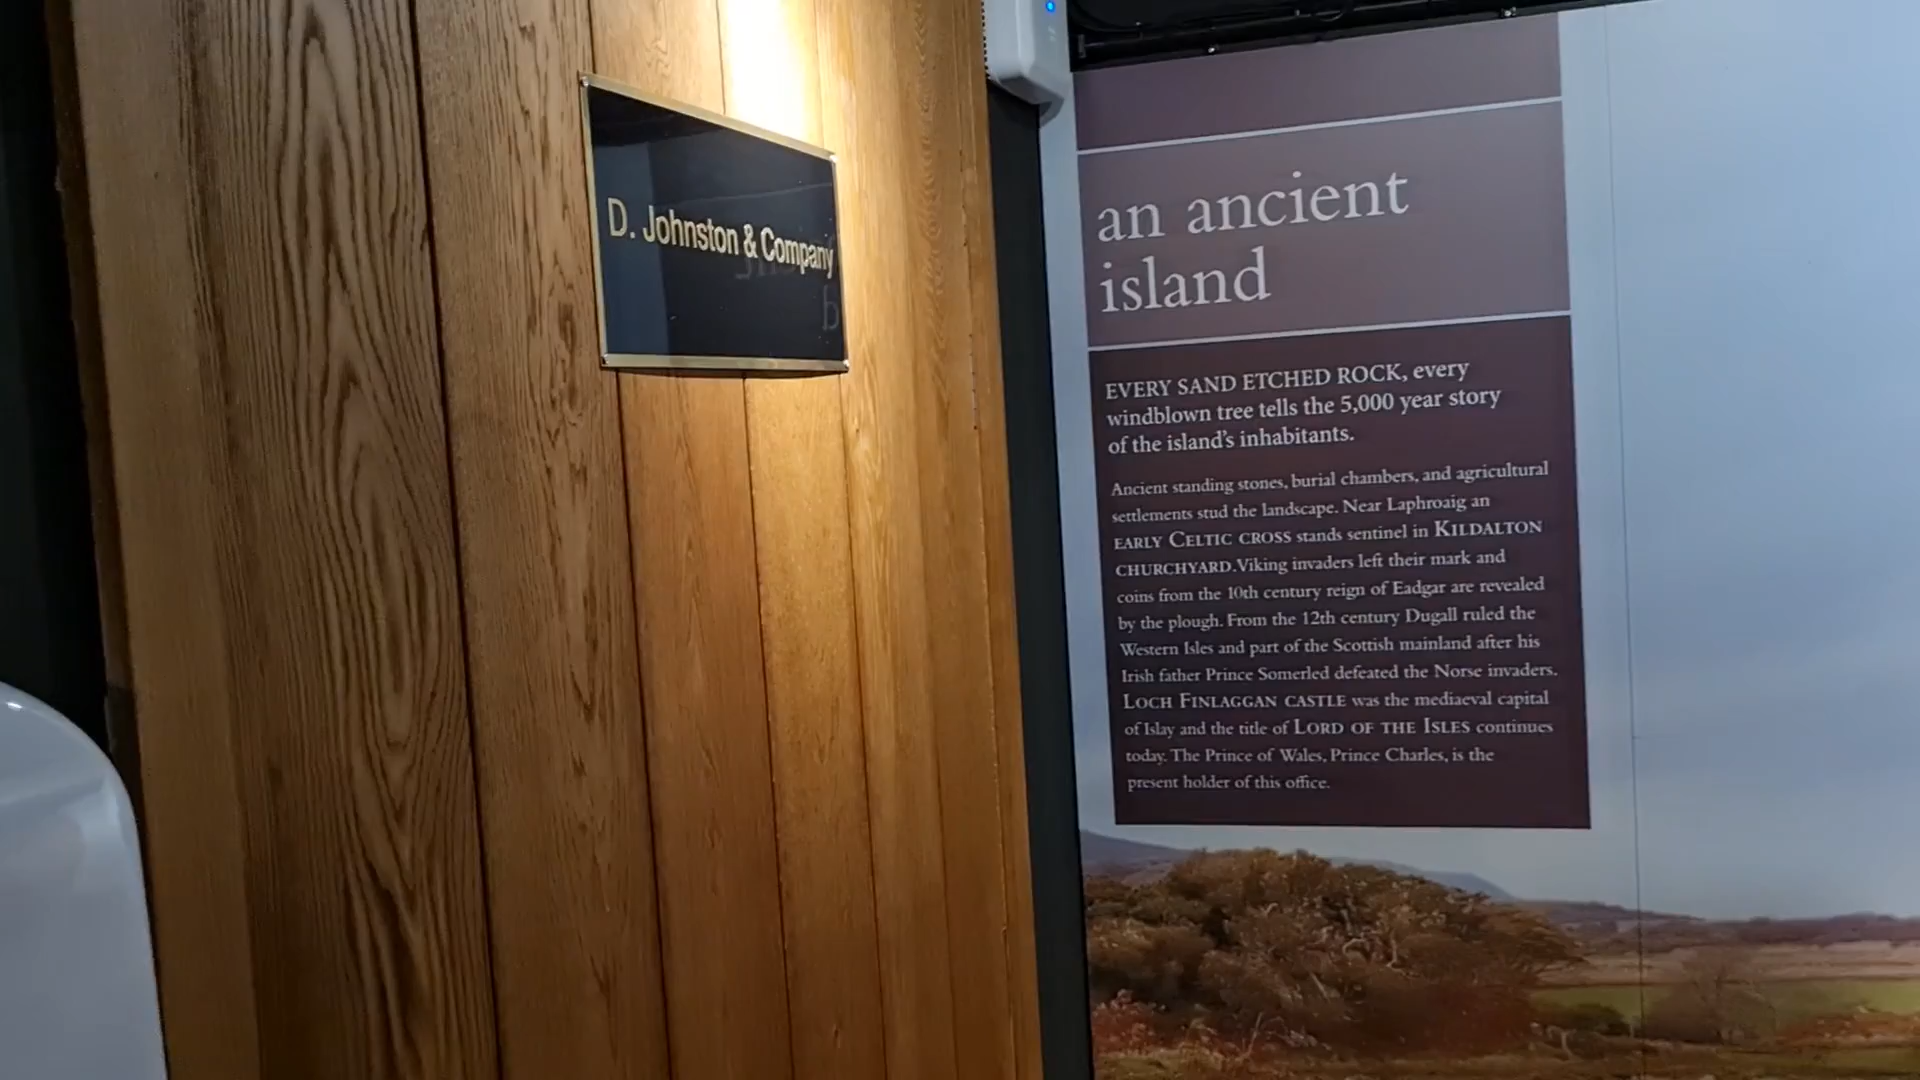 D. Johnston & Company
an ancient
island
EVERY SAND ETCHED ROCK, every
windblown tree tells the 5,000 year story
of the island's inhabitants.
Ancient standing stones, burial chambers, and agricultural
settlements stud the landscape. Near Laphroaig an
EARLY CELTIC CROSS stands sentinel in KILDALTON
CHURCHYARD. Viking invaders left their mark and
coins from the 10th century reign of Eadgar are revealed
by the plough. From the 12th century Dugall ruled the
Western Isles and part of the Scottish mainland after his
Irish father Prince Somerled defeated the Norse invaders.
LOCH FINLAGGAN CASTLE was the mediaeval capital
of Islay and the title of LORD OF THE ISLES continues
today. The Prince of Wales, Prince Charles, is the
present holder of this office.